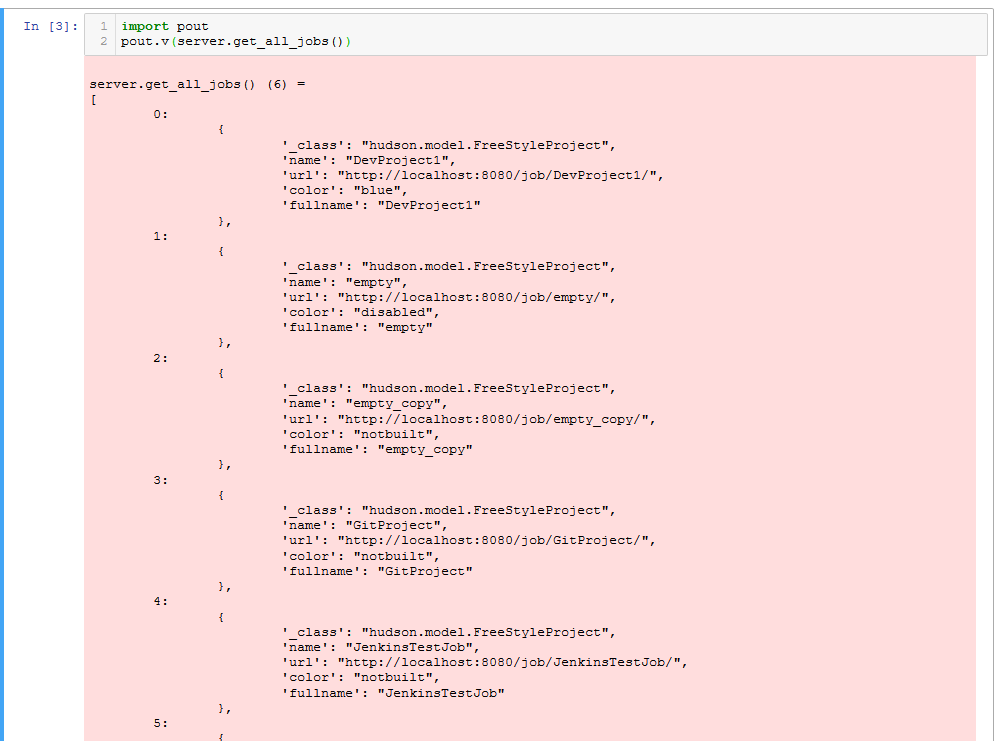 In [3]:
1 import pout
2 pout.v(server.get_all_jobs())
server.get_all_jobs() (6) =
[
0:
{
'_class': "hudson.model.FreeStyleProject",
'name': "DevProject1",
'url': "http://localhost:8080/job/DevProject1/",
'color': "blue",
'fullname': "DevProject1"
},
1:
{
'_class': "hudson.model.FreeStyleProject",
'name': "empty",
'url': "http://localhost:8080/job/empty/",
'color': "disabled",
'fullname': "empty"
},
2:
{
'_class': "hudson.model.FreeStyleProject",
'name': "empty_copy",
'url': "http://localhost:8080/job/empty_copy/",
'color': "notbuilt",
'fullname': "empty_copy"
},
3:
{
'_class': "hudson.model.FreeStyleProject",
'name': "GitProject",
'url': "http://localhost:8080/job/GitProject/",
'color': "notbuilt",
'fullname': "GitProject"
},
4:
{
'_class': "hudson.model.FreeStyleProject",
'name': "JenkinsTestJob",
'url': "http://localhost:8080/job/JenkinsTestJob/",
'color': "notbuilt",
'fullname': "JenkinsTestJob"
},
5:
{